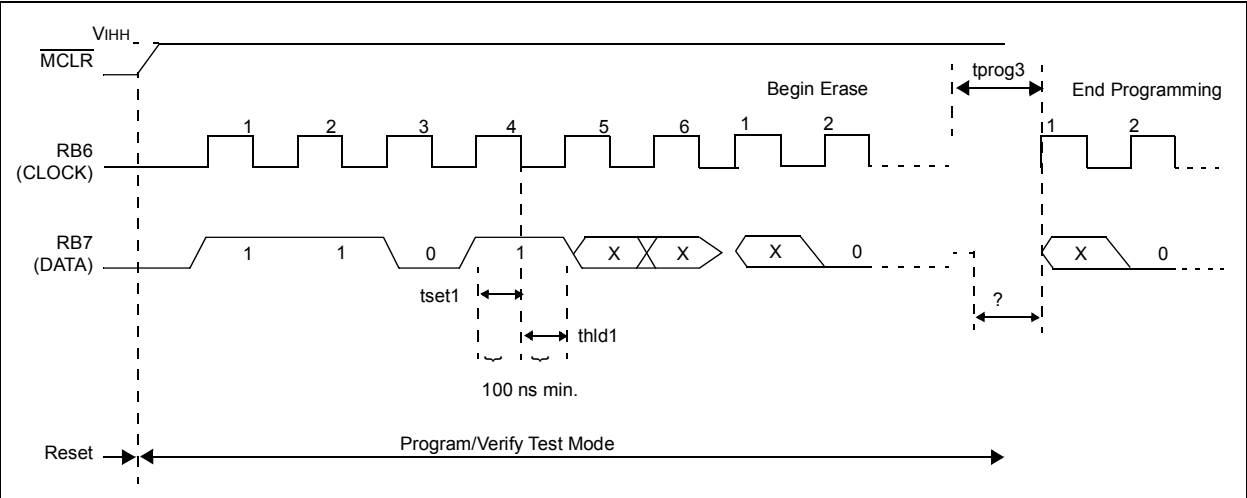 VIHH
MCLR
tprog3
Begin Erase
End Programming
1 2 3 4 5 6 1 2 1 2
RB6
(CLOCK)
RB7
(DATA)
1 1 0 1 X X X 0 X 0
tset1
?
thld1
100 ns min.
Reset
Program/Verify Test Mode